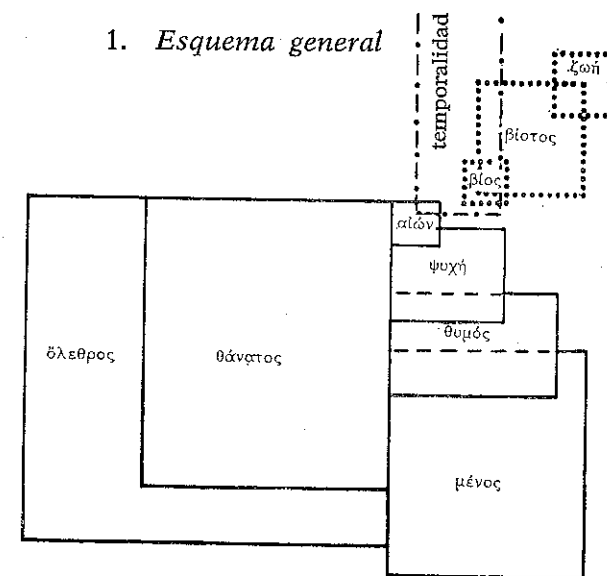 1. Esquema general
temporalidad
ζωή
βίοτος
βίος
αἰών
ψυχή
θυμός
ὄλεθρος
θάνατος
μένος